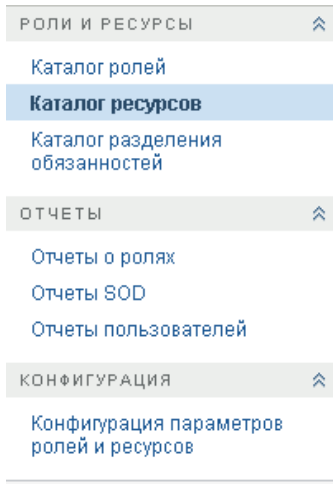 РОЛИ И РЕСУРСЫ
Каталог ролей
Каталог ресурсов
Каталог разделения
обязанностей
ОТЧЕТЫ
Отчеты о ролях
Отчеты SOD
Отчеты пользователей
КОНФИГУРАЦИЯ
Конфигурация параметров
ролей и ресурсов